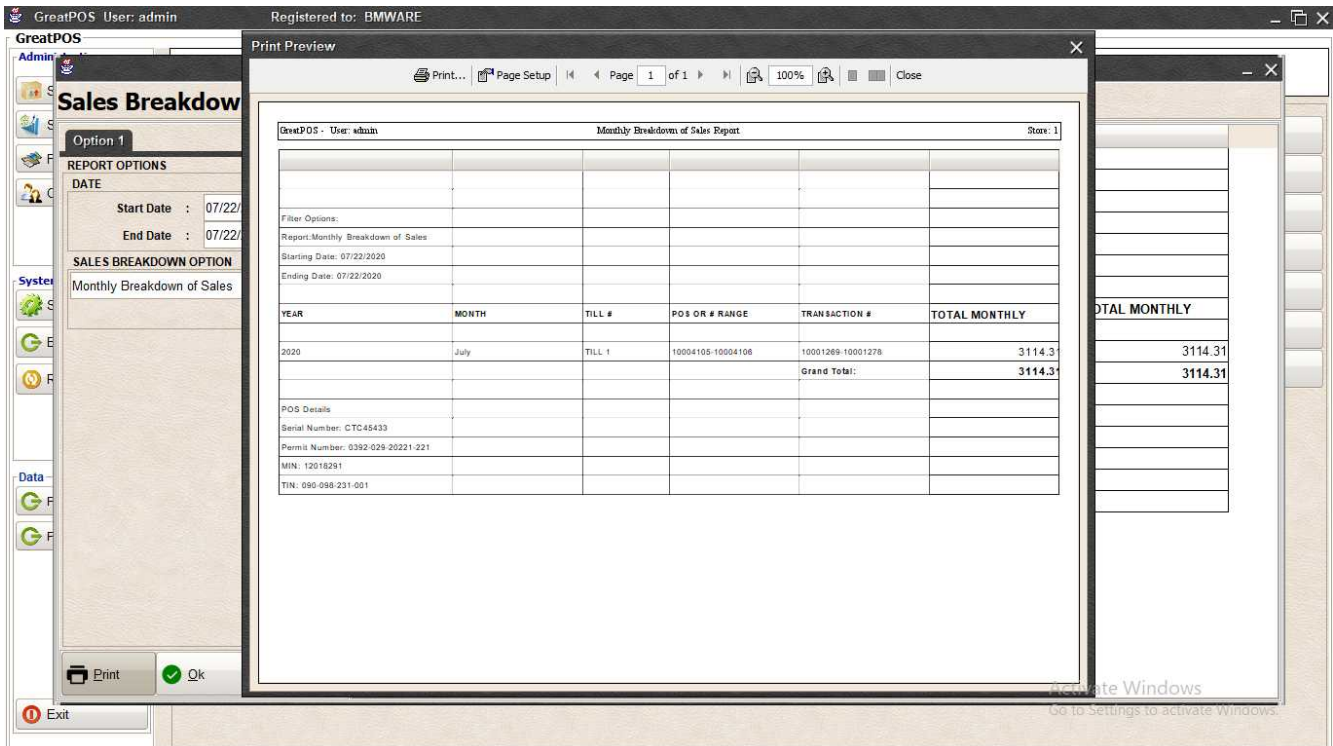 GreatPOS User: admin Registered to: BMWARE
GreatPOS
Print Preview
Print... Page Setup Page 1 of 1 100% Close
Sales Breakdow
Option 1
REPORT OPTIONS
DATE
Start Date : 07/22/
End Date : 07/22/
SALES BREAKDOWN OPTION
Monthly Breakdown of Sales
Print Ok
Exit
Data
GreatPOS - User: admin Monthly Breakdown of Sales Report Store: 1
Filter Options:
Report:Monthly Breakdown of Sales
Starting Date: 07/22/2020
Ending Date: 07/22/2020
YEAR MONTH TILL # POS OR # RANGE TRANSACTION # TOTAL MONTHLY
2020 July TILL 1 10004105-10004106 10001269-10001278 3114.31
Grand Total: 3114.31
POS Details
Serial Number: CTC45433
Permit Number: 0392-029-20221-221
MIN: 12018291
TIN: 090-098-231-001
OTAL MONTHLY
3114.31
3114.31
Activate Windows
Go to Settings to activate Windows.